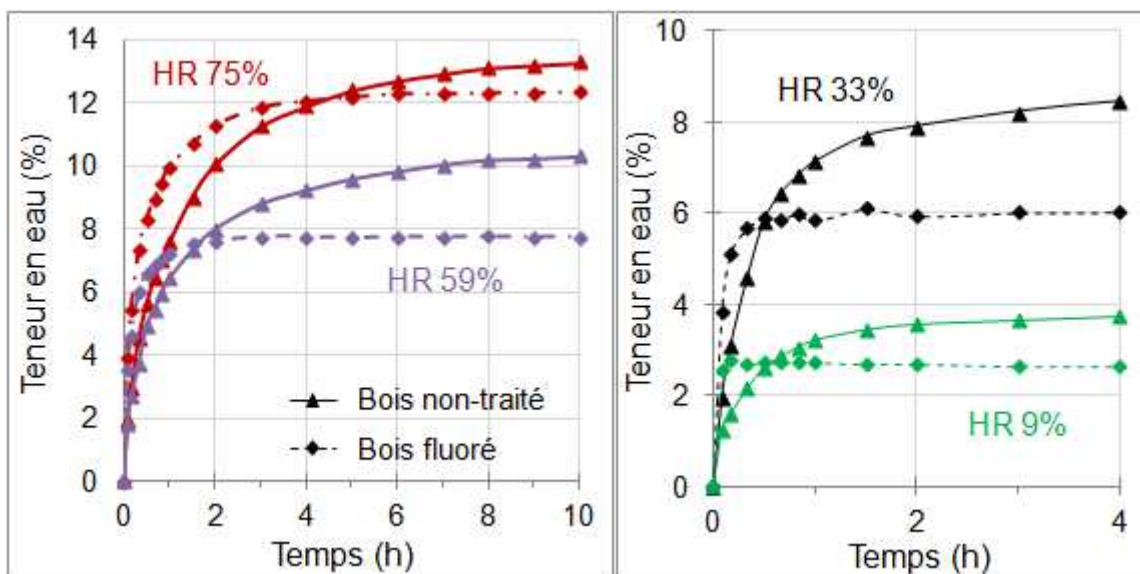 Teneur en eau (%)
14
12
10
8
6
4
2
0
HR 75%
HR 59%
Bois non-traité
Bois fluoré
0 2 4 6 8 10
Temps (h)
Teneur en eau (%)
10
8
6
4
2
0
HR 33%
HR 9%
0 2 4
Temps (h)